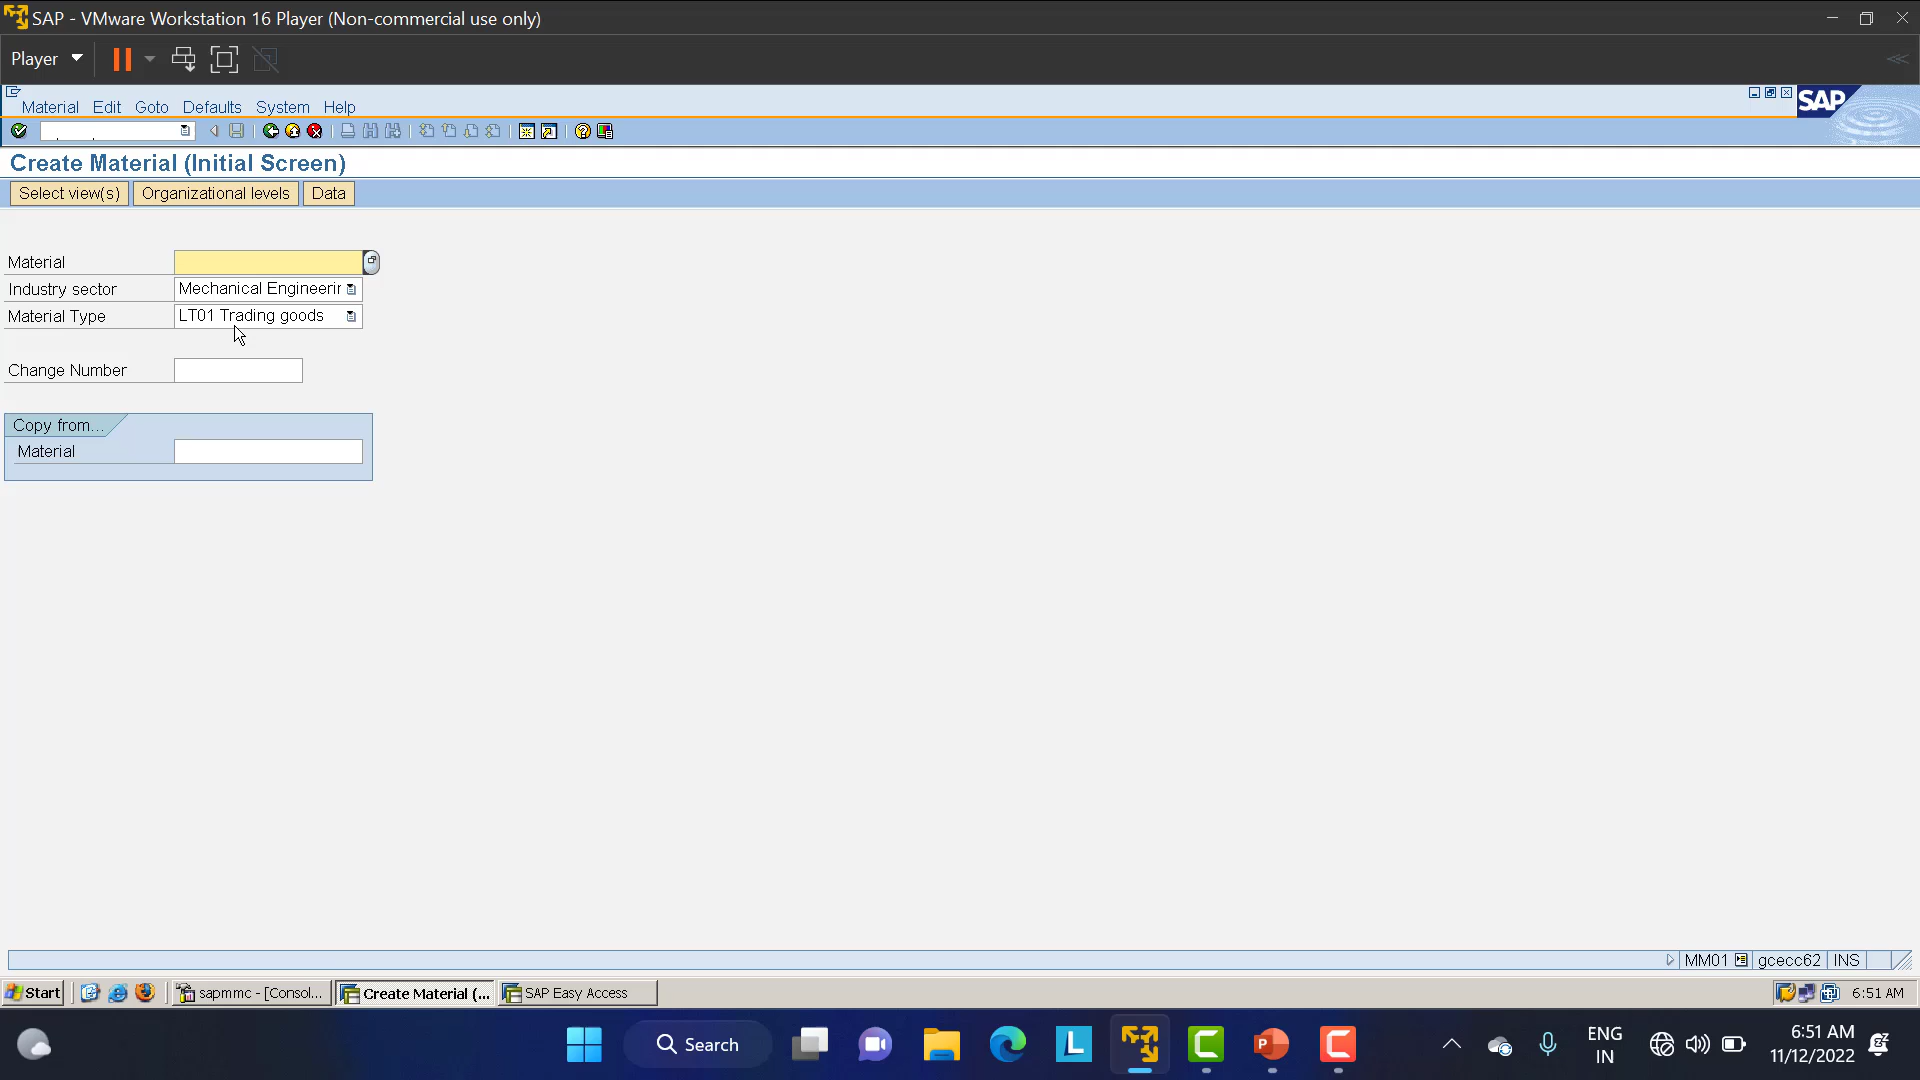 SAP - VMware Workstation 16 Player (Non-commercial use only)
Player
Material Edit Goto Defaults System Help
SAP
Create Material (Initial Screen)
Select view(s) Organizational levels Data
Material
Industry sector Mechanical Engineerir
Material Type LT01 Trading goods
Change Number
Copy from...
Material
MM01 gcecc62 INS
Start sapmmc - [Consol... Create Material (... SAP Easy Access 6:51 AM
Search
ENG
IN
6:51 AM
11/12/2022